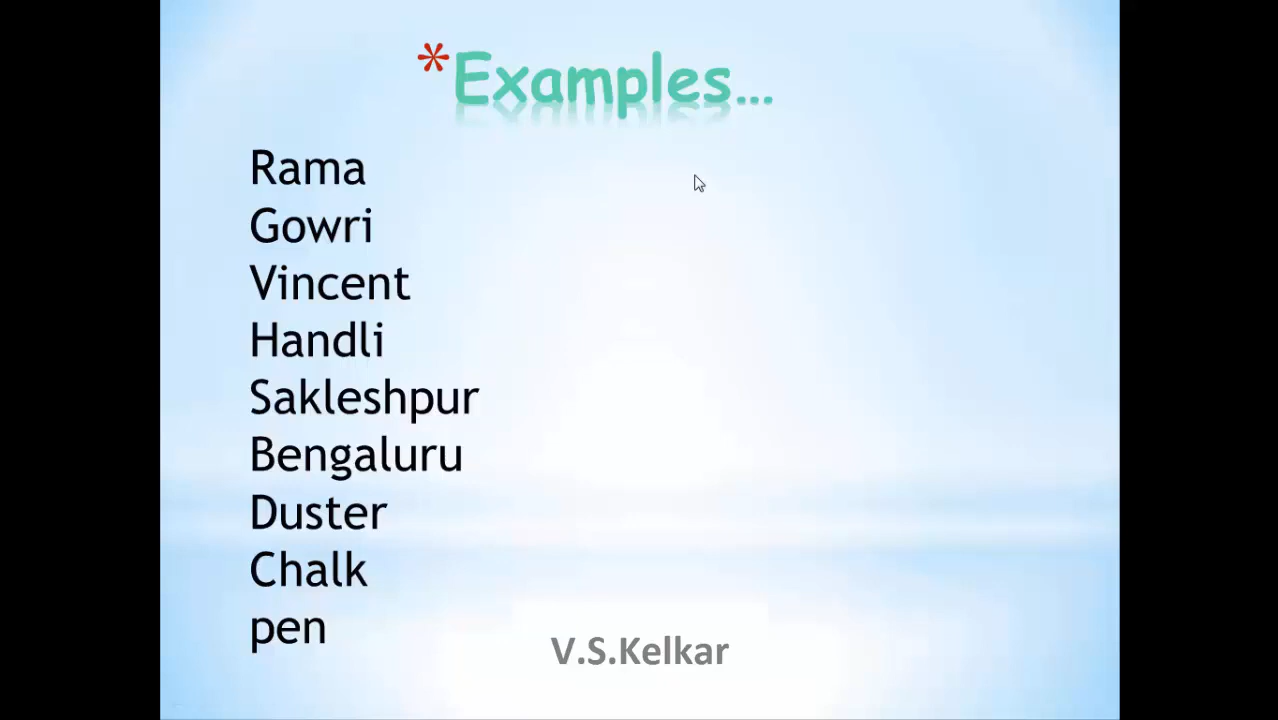 *Examples...
Rama
Gowri
Vincent
Handli
Sakleshpur
Bengaluru
Duster
Chalk
pen
V.S.Kelkar